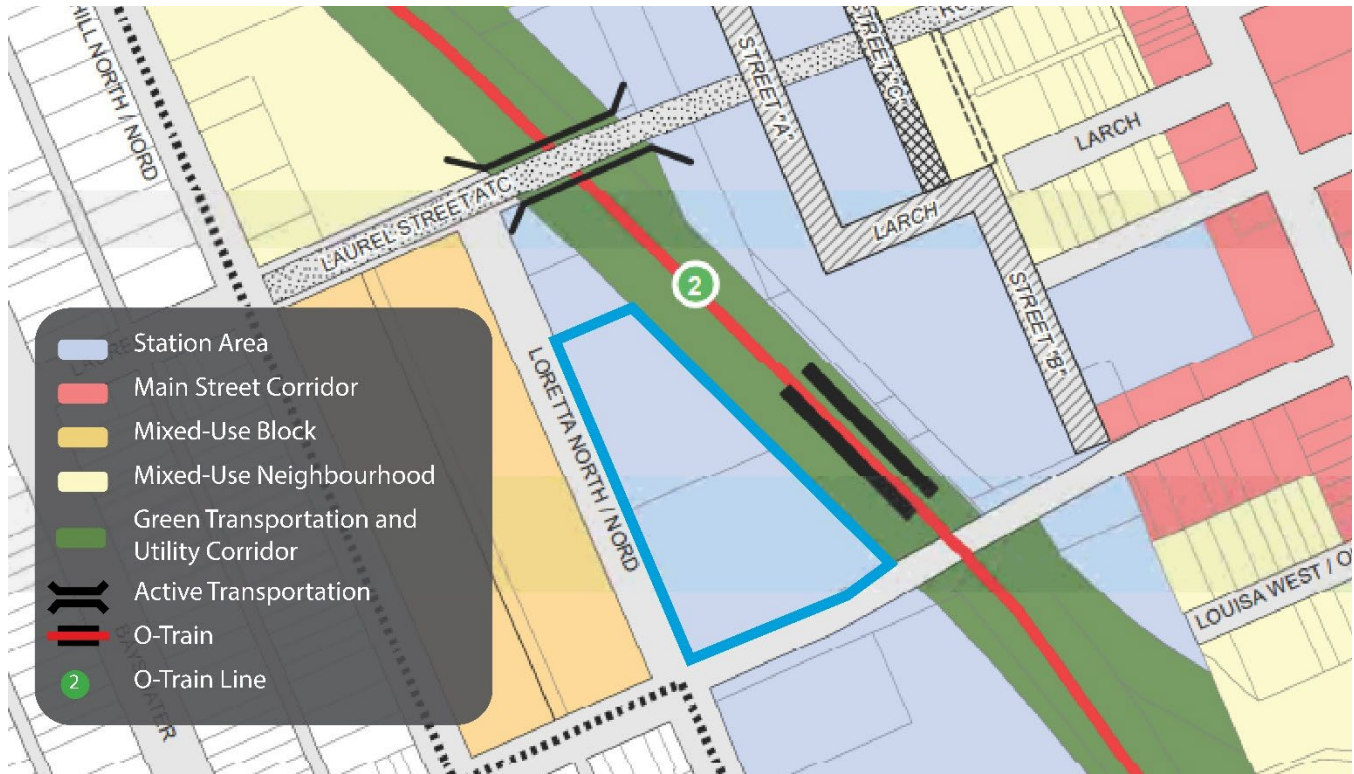 HILL NORTH / NORD
LAUREL STREET ATC
STREET "A"
STREET "C"
LARCH
LARCH
STREET "B"
LORETTA NORTH / NORD
2
LOUISA WEST /
Station Area
Main Street Corridor
Mixed-Use Block
Mixed-Use Neighbourhood
Green Transportation and
Utility Corridor
Active Transportation
O-Train
2
O-Train Line